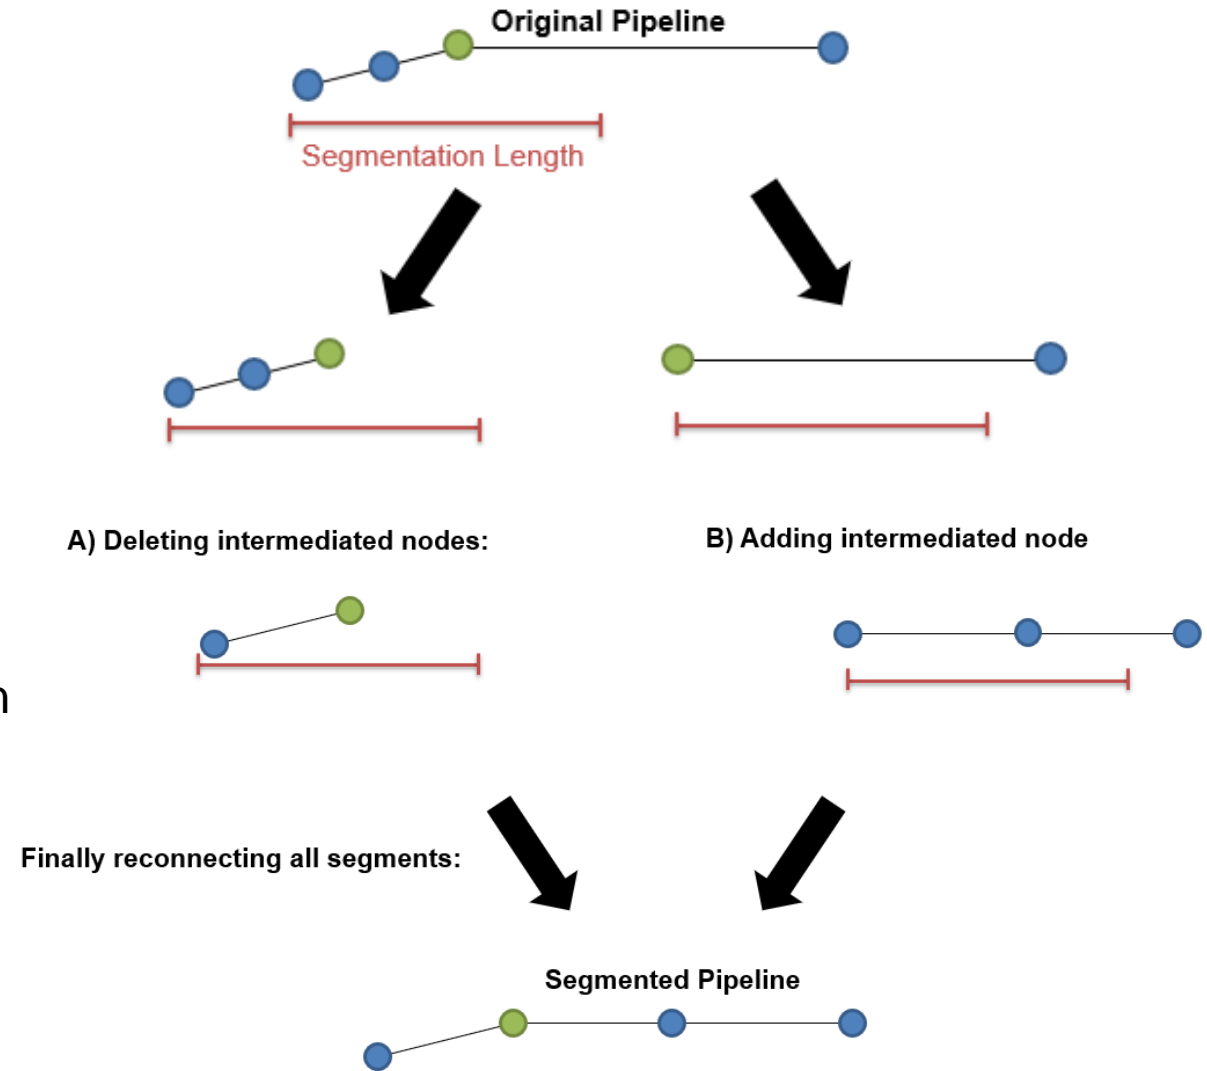 Original Pipeline
Segmentation Length
A) Deleting intermediated nodes:
B) Adding intermediated node
n
Finally reconnecting all segments:
Segmented Pipeline